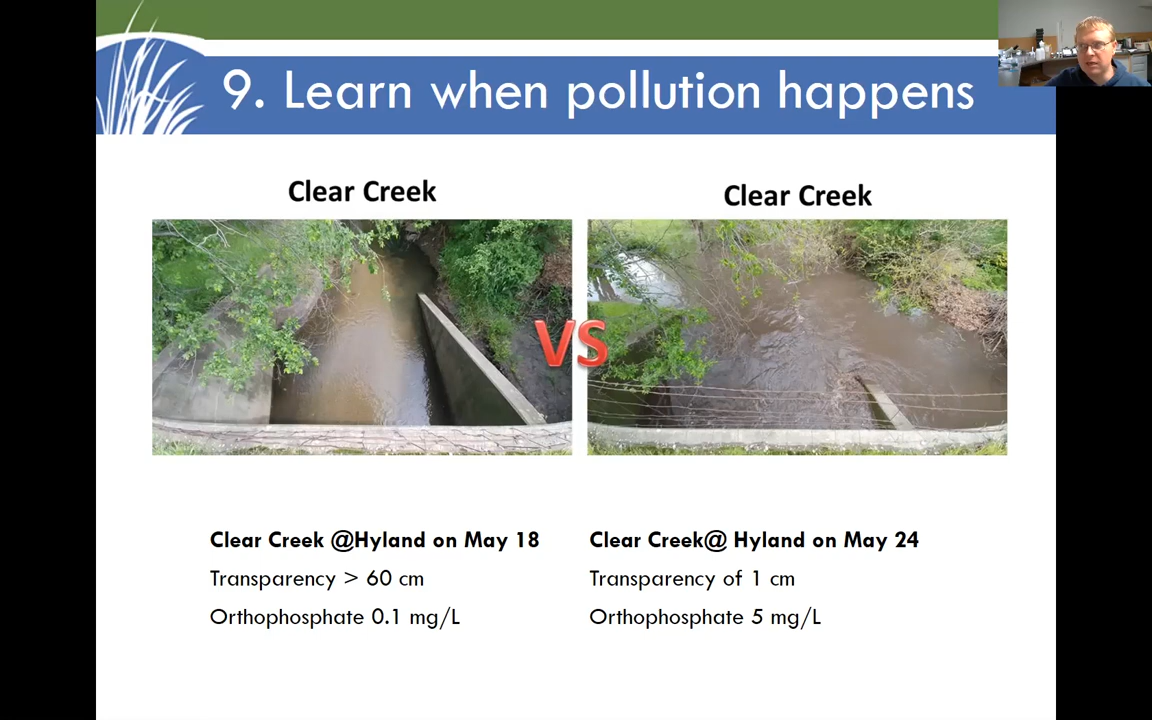 9. Learn when pollution happens
Clear Creek
Clear Creek
VS
Clear Creek @Hyland on May 18
Transparency > 60 cm
Orthophosphate 0.1 mg/L
Clear Creek@ Hyland on May 24
Transparency of 1 cm
Orthophosphate 5 mg/L